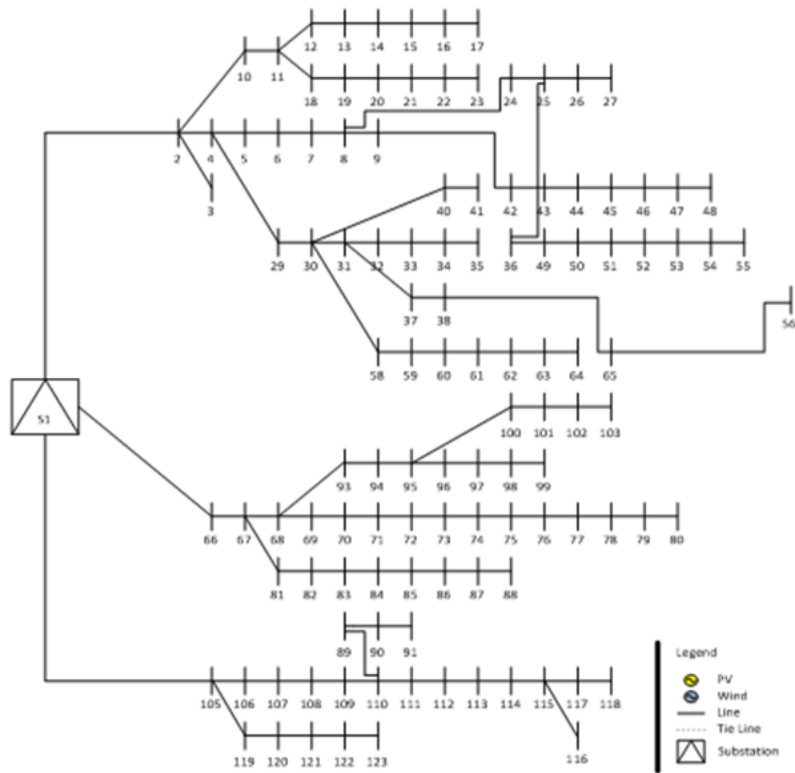 12 13 14 15 16 17
10 11
18 19 20 21 22 23 24 25 26 27
2 4 5 6 7 8 9
3 40 41 42 43 44 45 46 47 48
29 30 31 32 33 34 35 36 49 50 51 52 53 54 55
37 38 56
58 59 60 61 62 63 64 65
S1
100 101 102 103
93 94 95 96 97 98 99
66 67 68 69 70 71 72 73 74 75 76 77 78 79 80
81 82 83 84 85 86 87 88
89 90 91
Legend
PV
Wind
Line
Tie Line
Substation
105 106 107 108 109 110 111 112 113 114 115 117 118
119 120 121 122 123 116